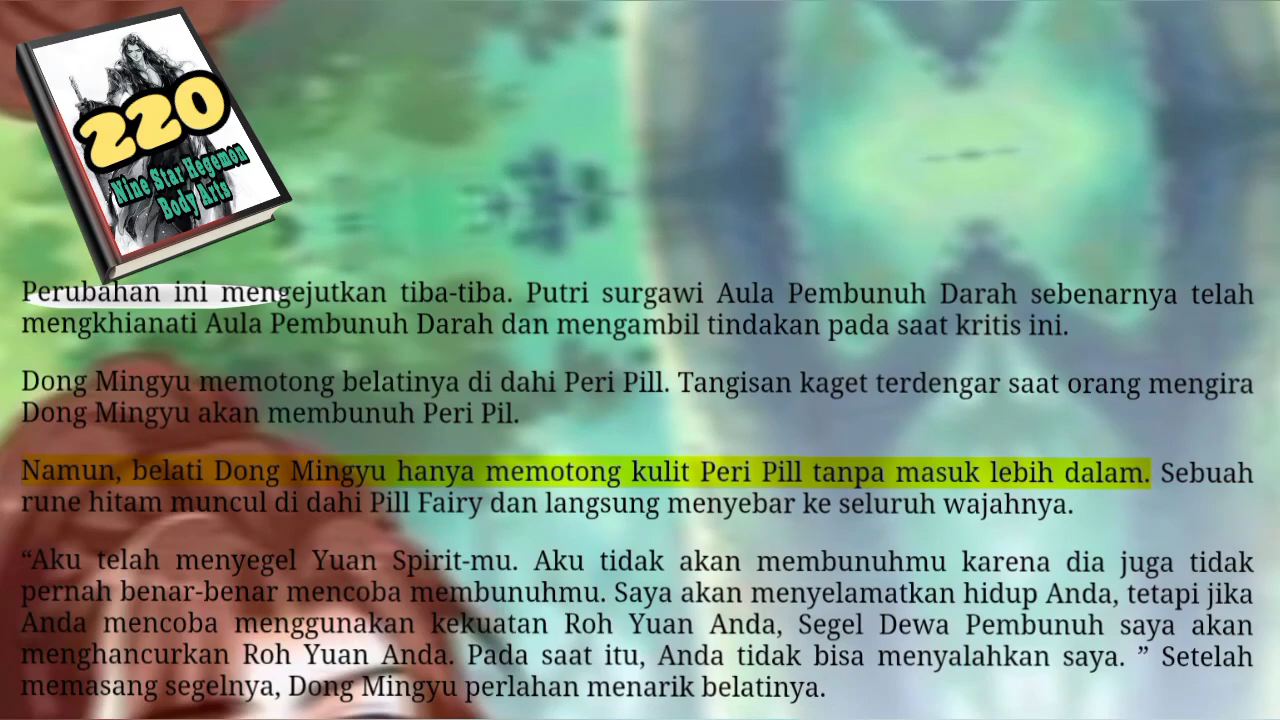 220
Nine Star Hegemon
Body Arts
Perubahan ini mengejutkan tiba-tiba. Putri surgawi Aula Pembunuh Darah sebenarnya telah
mengkhianati Aula Pembunuh Darah dan mengambil tindakan pada saat kritis ini.
Dong Mingyu memotong belatinya di dahi Peri Pill. Tangisan kaget terdengar saat orang mengira
Dong Mingyu akan membunuh Peri Pil.
Namun, belati Dong Mingyu hanya memotong kulit Peri Pill tanpa masuk lebih dalam. Sebuah
rune hitam muncul di dahi Pill Fairy dan langsung menyebar ke seluruh wajahnya.
“Aku telah menyegel Yuan Spirit-mu. Aku tidak akan membunuhmu karena dia juga tidak
pernah benar-benar mencoba membunuhmu. Saya akan menyelamatkan hidup Anda, tetapi jika
Anda mencoba menggunakan kekuatan Roh Yuan Anda, Segel Dewa Pembunuh saya akan
menghancurkan Roh Yuan Anda. Pada saat itu, Anda tidak bisa menyalahkan saya. ” Setelah
memasang segelnya, Dong Mingyu perlahan menarik belatinya.